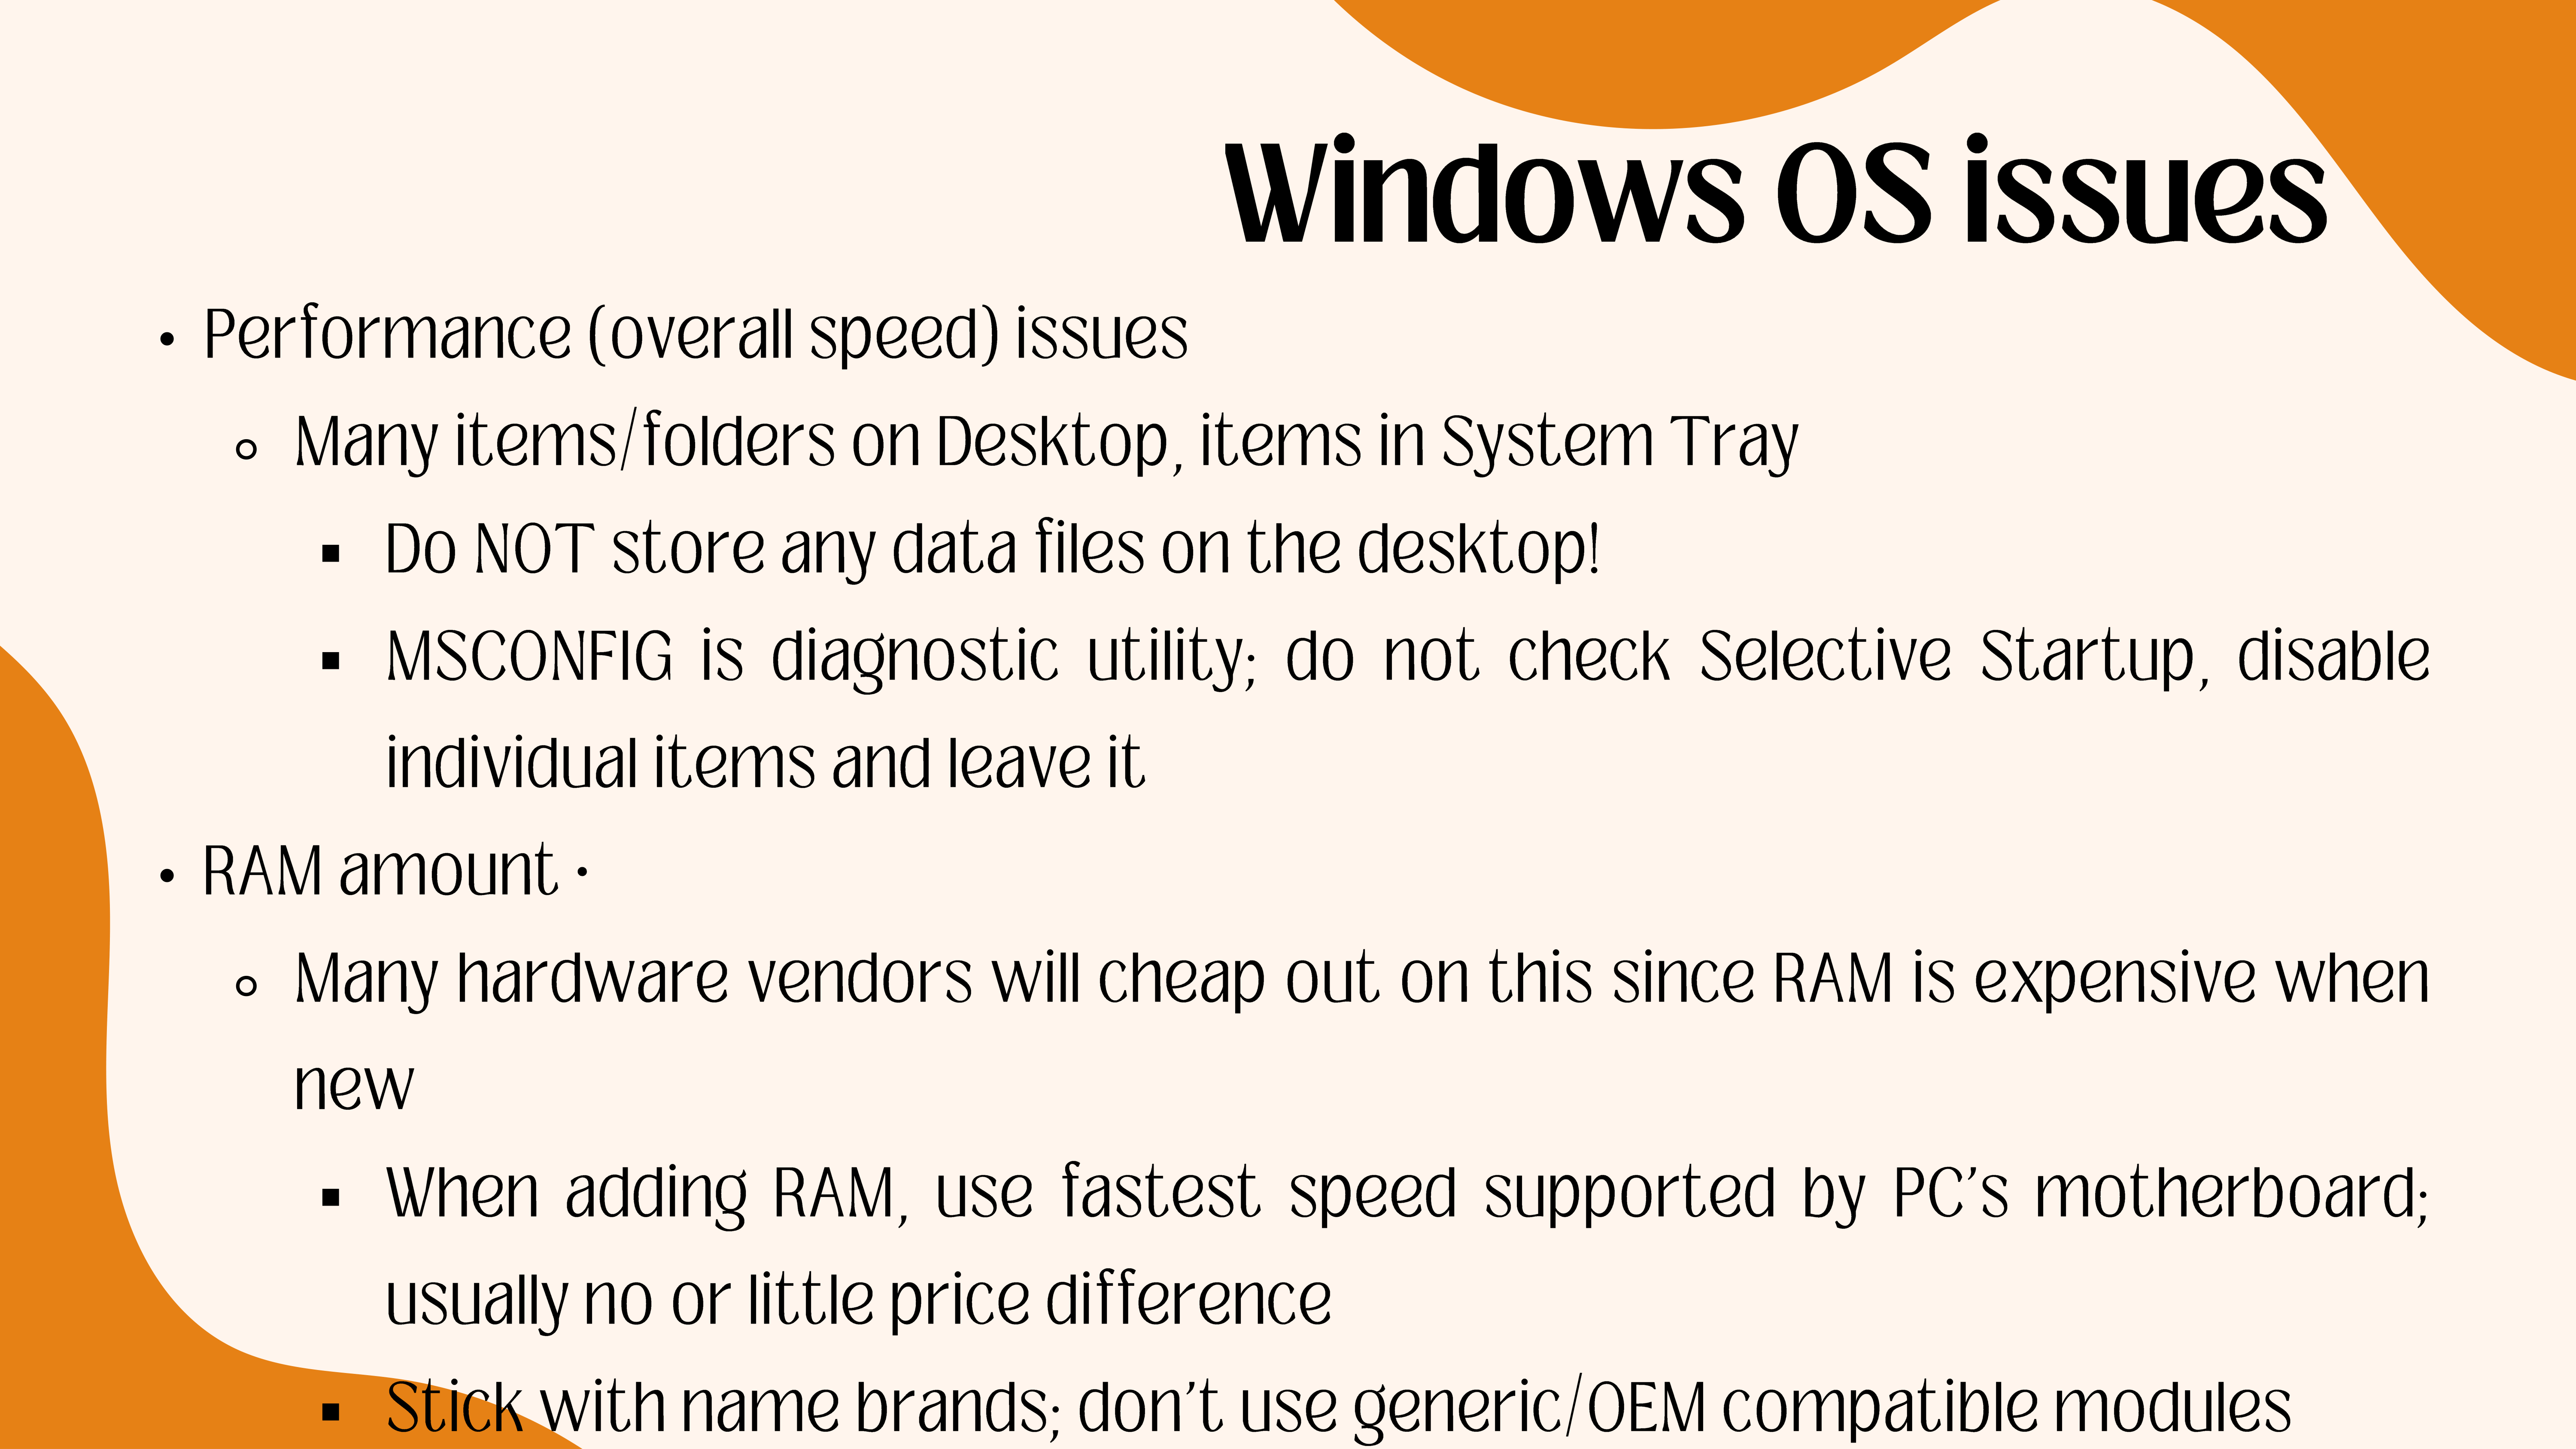 Windows OS issues
• Performance (overall speed) issues
◦ Many items/folders on Desktop, items in System Tray
▪ Do NOT store any data files on the desktop!
▪ MSCONFIG is diagnostic utility; do not check Selective Startup, disable
individual items and leave it
• RAM amount •
◦ Many hardware vendors will cheap out on this since RAM is expensive when
new
▪ When adding RAM, use fastest speed supported by PC’s motherboard;
usually no or little price difference
▪ Stick with name brands; don’t use generic/OEM compatible modules